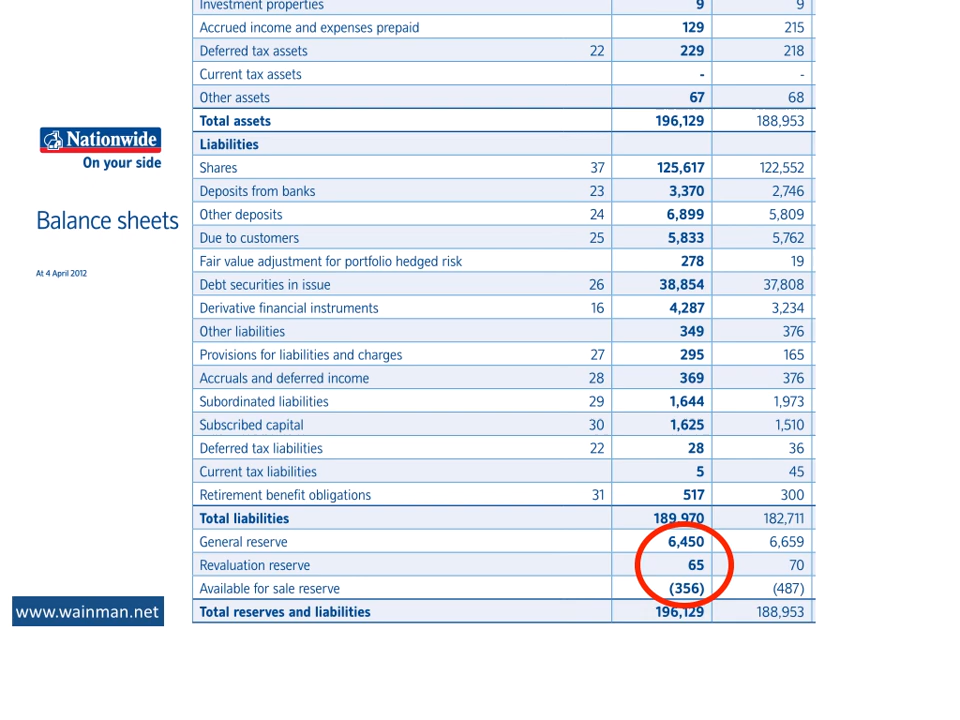 Investment properties 9 9
Accrued income and expenses prepaid 129 215
Deferred tax assets 22 229 218
Current tax assets - -
Other assets 67 68
Total assets 196,129 188,953
Liabilities
Shares 37 125,617 122,552
Deposits from banks 23 3,370 2,746
Other deposits 24 6,899 5,809
Due to customers 25 5,833 5,762
Fair value adjustment for portfolio hedged risk 278 19
Debt securities in issue 26 38,854 37,808
Derivative financial instruments 16 4,287 3,234
Other liabilities 349 376
Provisions for liabilities and charges 27 295 165
Accruals and deferred income 28 369 376
Subordinated liabilities 29 1,644 1,973
Subscribed capital 30 1,625 1,510
Deferred tax liabilities 22 28 36
Current tax liabilities 5 45
Retirement benefit obligations 31 517 300
Total liabilities 189,970 182,711
General reserve 6,450 6,659
Revaluation reserve 65 70
Available for sale reserve (356) (487)
Total reserves and liabilities 196,129 188,953
Nationwide
On your side
Balance sheets
At 4 April 2012
www.wainman.net